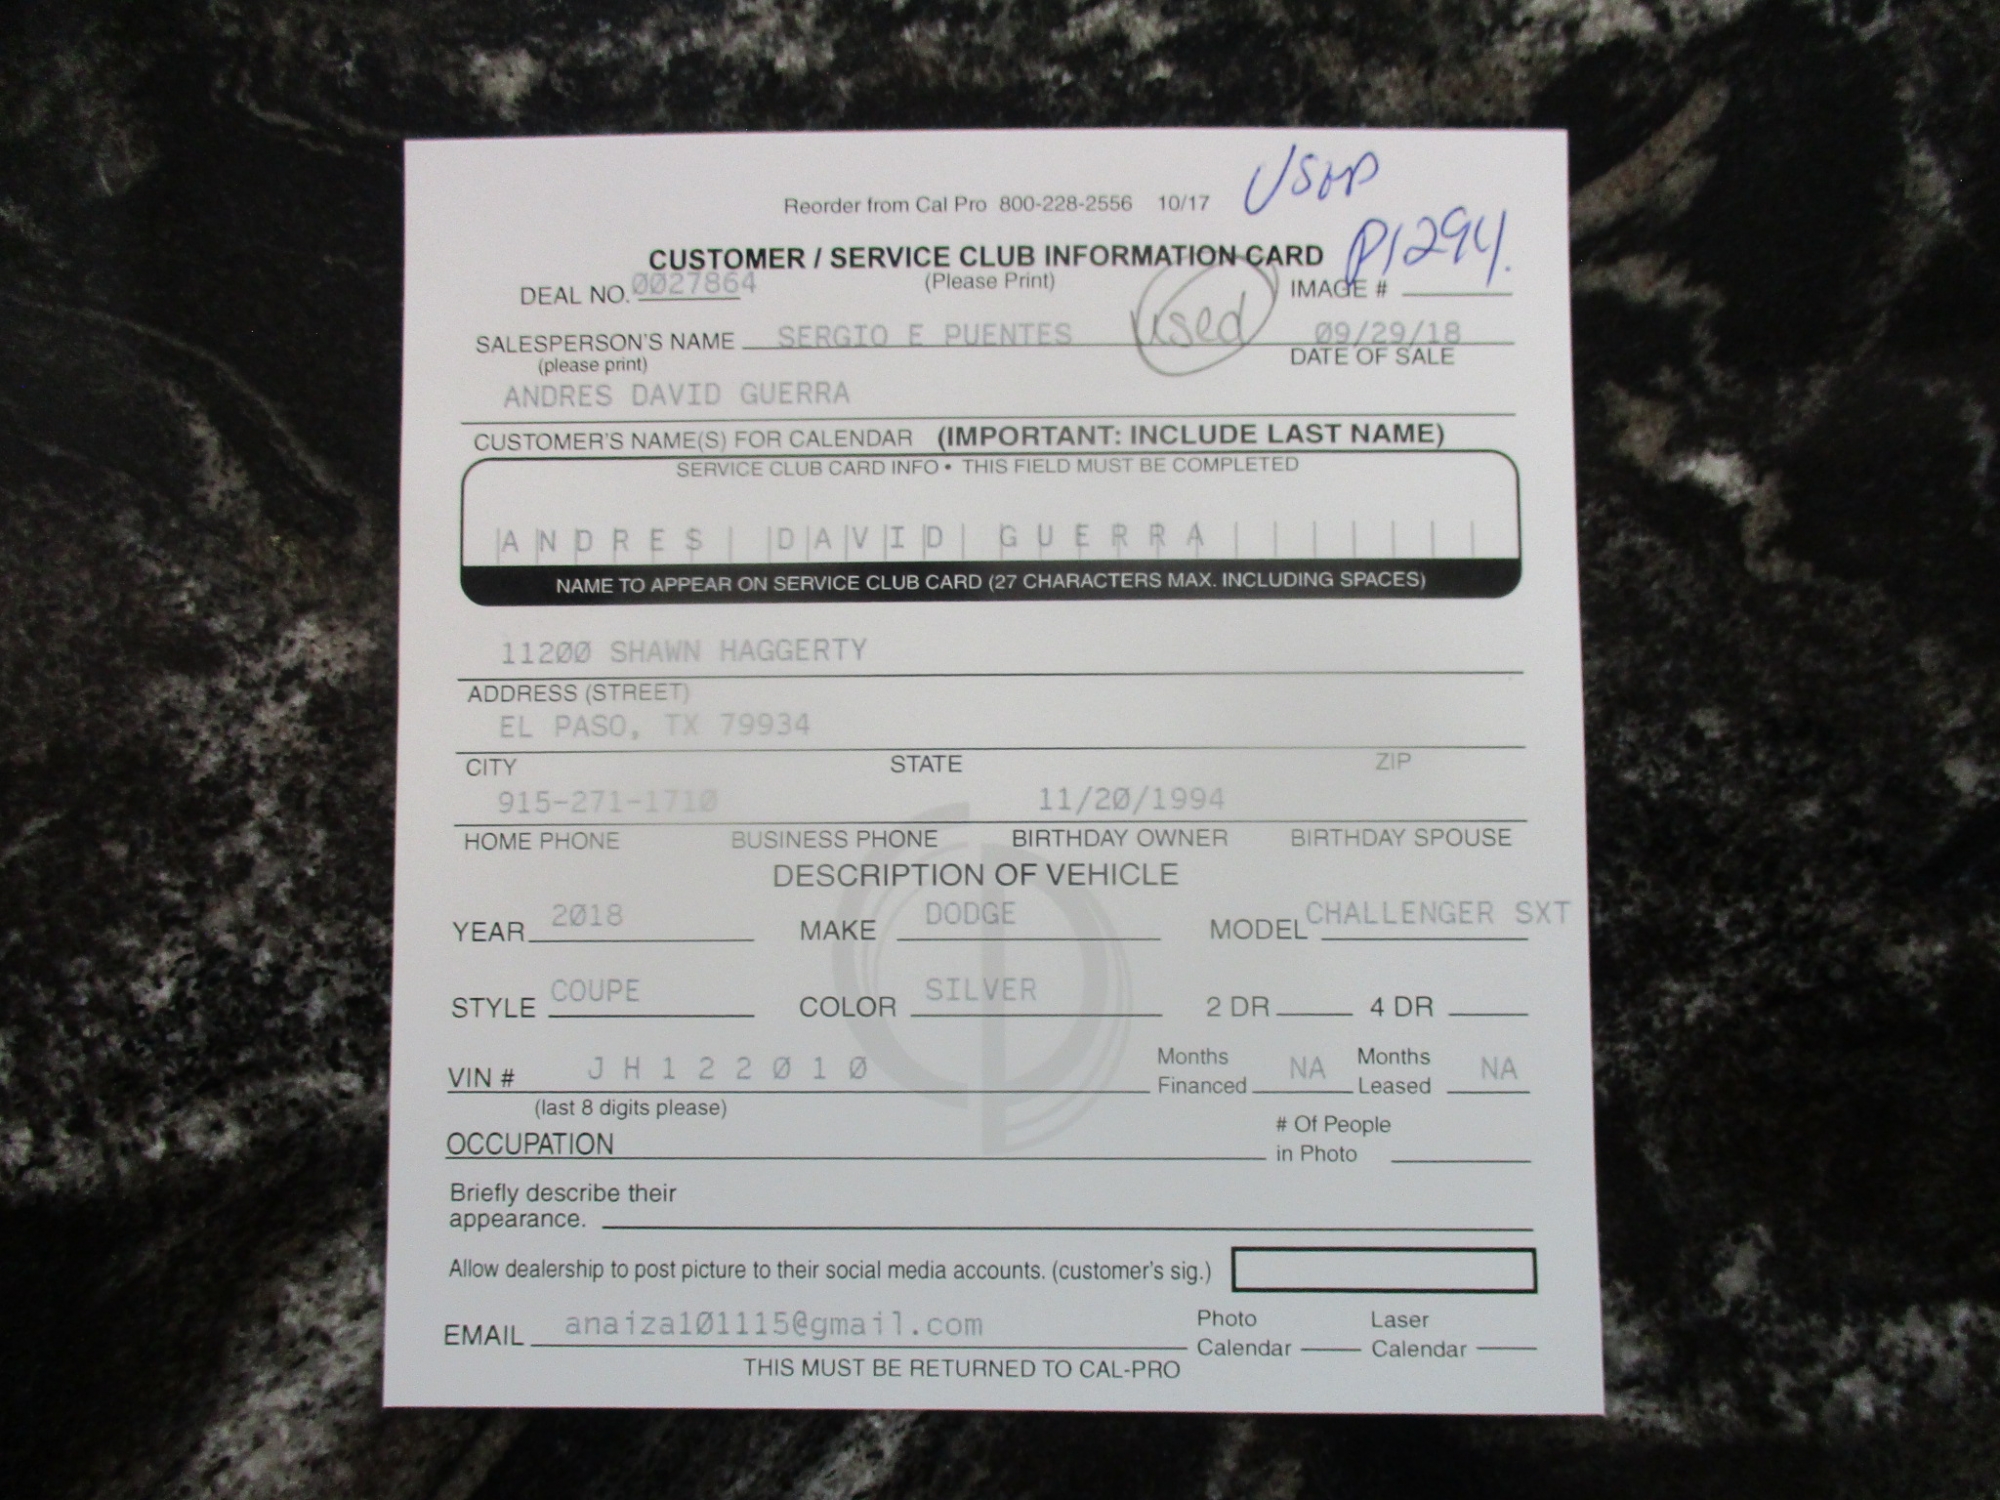 Reorder from Cal Pro 800-228-2556 10/17
P1294.
CUSTOMER / SERVICE CLUB INFORMATION CARD
DEAL NO. 0027864 (Please Print) IMAGE #
Used
SALESPERSON'S NAME SERGIO E PUENTES 09/29/18
(please print) DATE OF SALE
ANDRES DAVID GUERRA
CUSTOMER'S NAME(S) FOR CALENDAR (IMPORTANT: INCLUDE LAST NAME)
SERVICE CLUB CARD INFO • THIS FIELD MUST BE COMPLETED
ANDRES DAVID GUERRA
NAME TO APPEAR ON SERVICE CLUB CARD (27 CHARACTERS MAX. INCLUDING SPACES)
11200 SHAWN HAGGERTY
ADDRESS (STREET)
EL PASO, TX 79934
CITY STATE ZIP
915-271-1710 11/20/1994
HOME PHONE BUSINESS PHONE BIRTHDAY OWNER BIRTHDAY SPOUSE
DESCRIPTION OF VEHICLE
YEAR 2018 MAKE DODGE MODEL CHALLENGER SXT
STYLE COUPE COLOR SILVER 2 DR 4 DR
VIN # JH122010 Months Financed NA Months Leased NA
(last 8 digits please)
OCCUPATION # Of People in Photo
Briefly describe their
appearance.
Allow dealership to post picture to their social media accounts. (customer's sig.)
EMAIL anaiza101115@gmail.com Photo Calendar Laser Calendar
THIS MUST BE RETURNED TO CAL-PRO